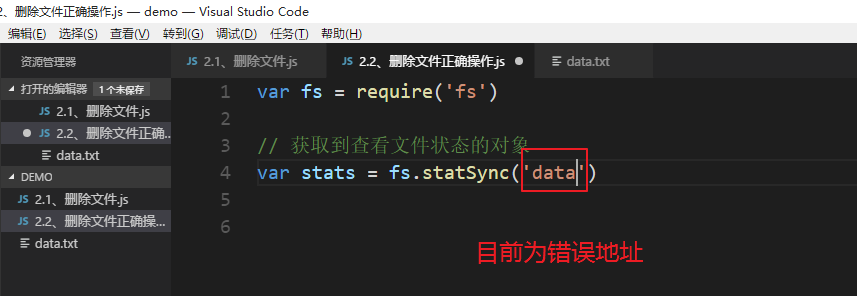 2、删除文件正确操作.js — demo — Visual Studio Code
编辑(E) 选择(S) 查看(V) 转到(G) 调试(D) 任务(T) 帮助(H)
资源管理器
打开的编辑器 1 个未保存
JS 2.1、删除文件.js
JS 2.2、删除文件正确...
data.txt
DEMO
JS 2.1、删除文件.js
JS 2.2、删除文件正确操...
data.txt
JS 2.1、删除文件.js JS 2.2、删除文件正确操作.js data.txt
1 var fs = require('fs')
2
3 // 获取到查看文件状态的对象
4 var stats = fs.statSync('data')
5
6
目前为错误地址